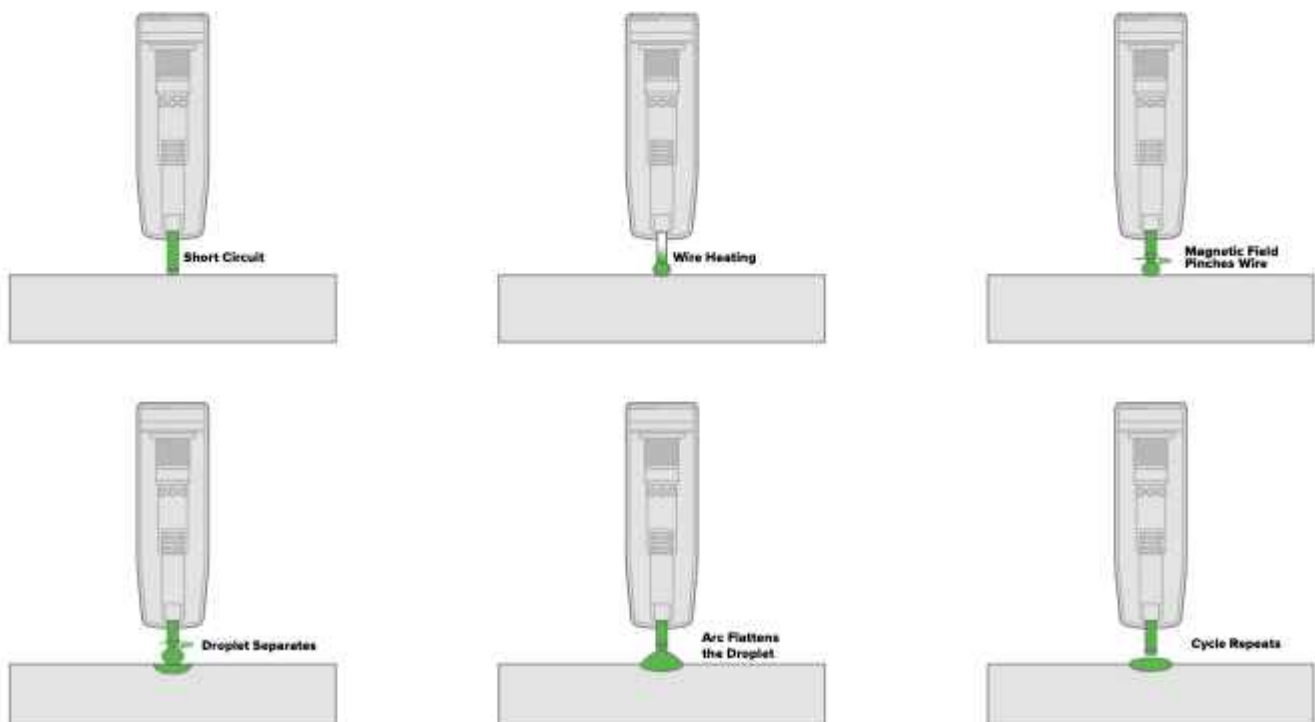 Short Circuit
Wire Heating
Magnetic Field
Pinches Wire
Droplet Separates
Arc Flattens
the Droplet
Cycle Repeats